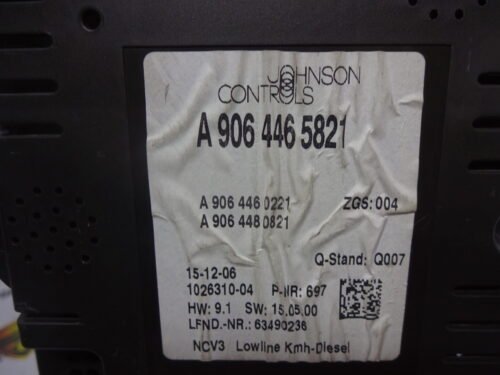 JOHNSON
CONTROLS
A 906 446 5821
A 906 446 0221 ZGS: 004
A 906 448 0821
Q-Stand: Q007
15-12-06
1026310-04 P-NR: 697
HW: 9.1 SW: 15.05.00
LFND.-NR.: 63490236
NCV3 Lowline Kmh-Diesel